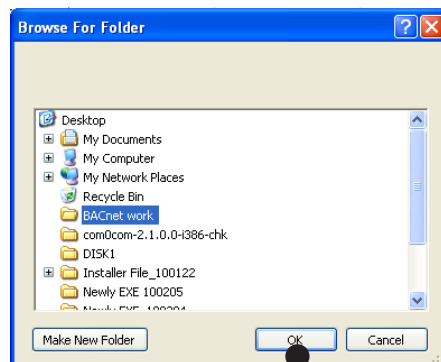 Browse For Folder
Desktop
My Documents
My Computer
My Network Places
Recycle Bin
BACnet work
com0com-2.1.0.0-i386-chk
DISK1
Installer File_100122
Newly EXE 100205
Make New Folder
OK
Cancel